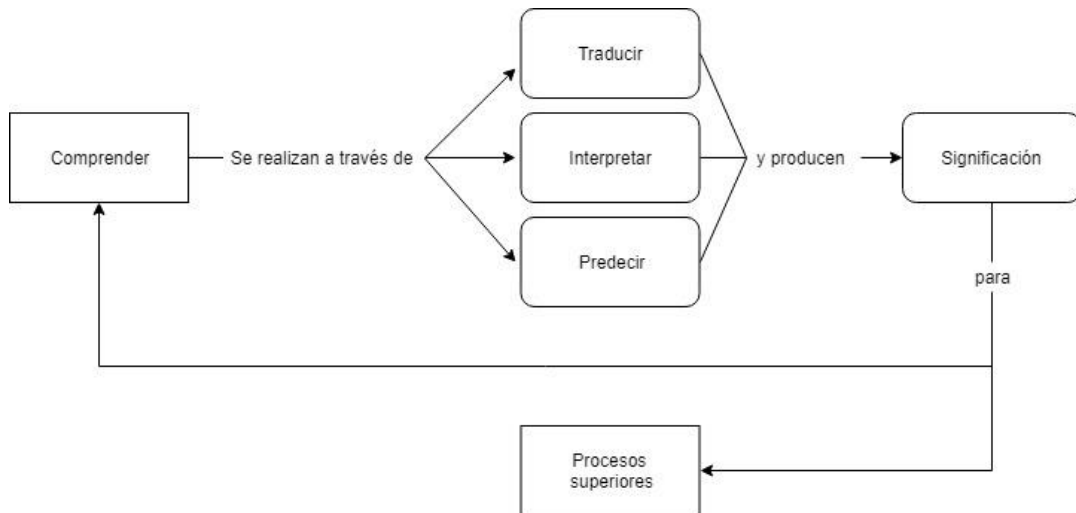 Traducir
Comprender
Se realizan a través de
Interpretar
y producen
Significación
Predecir
para
Procesos
superiores